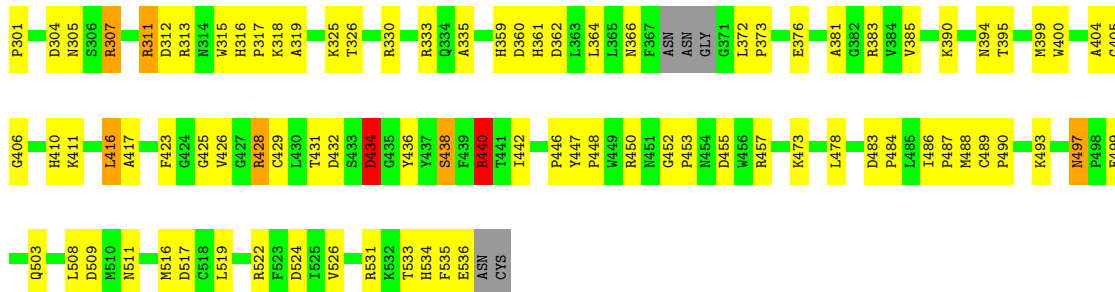 P301 D304 N305 S306 R307 R311 D312 R313 N314 W315 H316 P317 K318 A319 K325 T326 R330 R333 Q334 A335 H359 D360 H361 D362 L363 L364 L365 N366 F367 ASN ASN GLY G371 L372 P373 E376 A381 G382 R383 V384 V385 K390 N394 T395 M399 W400 A404
G406 H410 K411 L416 A417 F423 G424 G425 V426 G427 R428 C429 L430 T431 D432 S433 D434 G435 Y436 Y437 S438 F439 R440 T441 I442 P446 Y447 P448 W449 R450 N451 G452 P453 N454 D455 W456 R457 M473 L478 D483 P484 L485 I486 P487 M488 C489 P490 K493 N497 P498
Q503 L508 D509 M510 N511 M516 D517 C518 L519 R522 F523 D524 I525 V526 R531 K532 T533 H534 F535 E536 ASN CYS